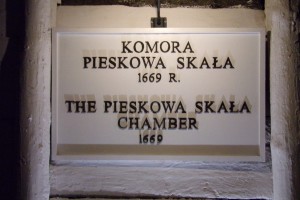 KOMORA
PIESKOWA SKAŁA
1669 R.
THE PIESKOWA SKAŁA
CHAMBER
1669